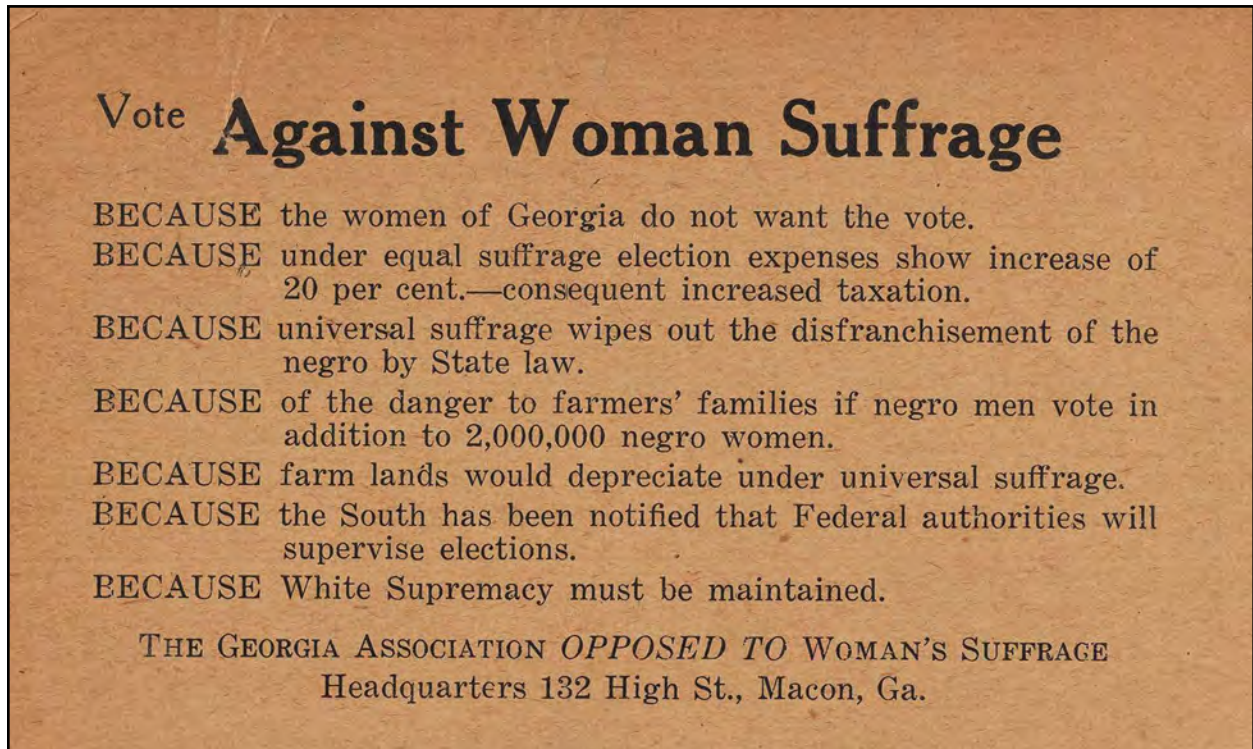 Vote Against Woman Suffrage
BECAUSE the women of Georgia do not want the vote.
BECAUSE under equal suffrage election expenses show increase of
20 per cent.—consequent increased taxation.
BECAUSE universal suffrage wipes out the disfranchisement of the
negro by State law.
BECAUSE of the danger to farmers' families if negro men vote in
addition to 2,000,000 negro women.
BECAUSE farm lands would depreciate under universal suffrage.
BECAUSE the South has been notified that Federal authorities will
supervise elections.
BECAUSE White Supremacy must be maintained.
THE GEORGIA ASSOCIATION OPPOSED TO WOMAN'S SUFFRAGE
Headquarters 132 High St., Macon, Ga.